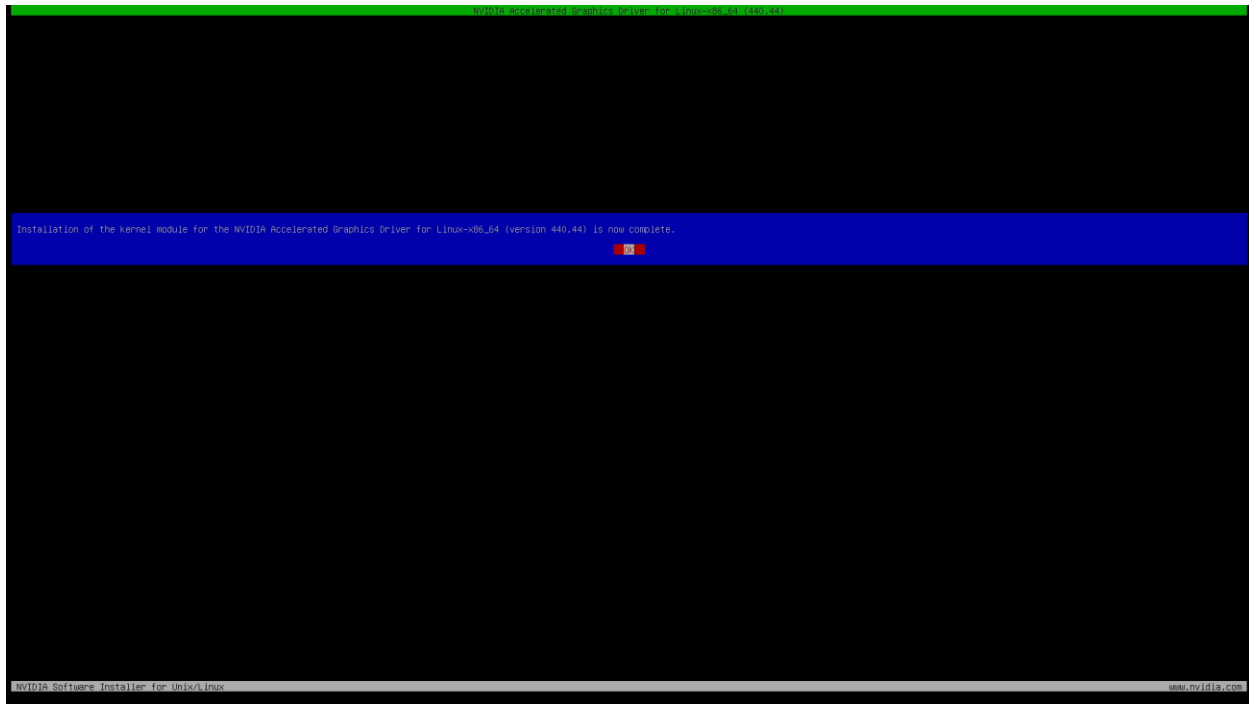 NVIDIA Accelerated Graphics Driver for Linux-x86_64 (440.44)
Installation of the kernel module for the NVIDIA Accelerated Graphics Driver for Linux-x86_64 (version 440.44) is now complete.
OK
NVIDIA Software Installer for Unix/Linux www.nvidia.com